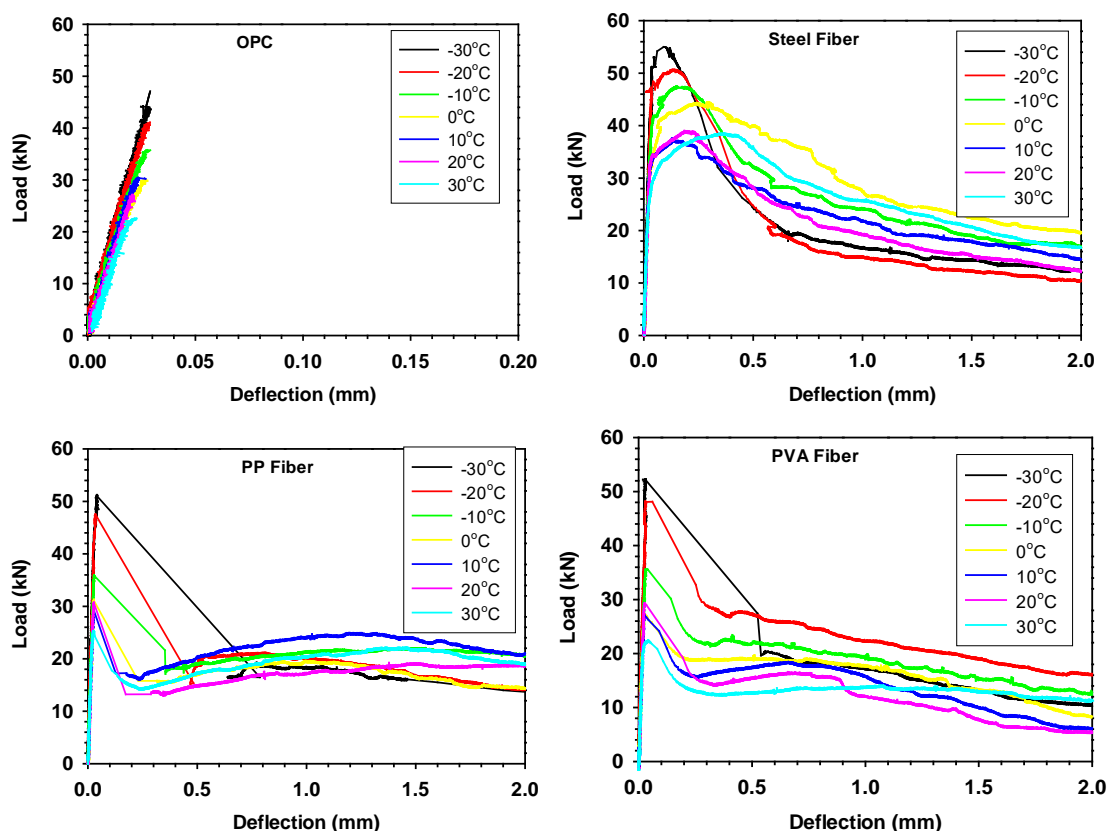 OPC
Load (kN)
60
50
40
30
20
10
0
0.00 0.05 0.10 0.15 0.20
Deflection (mm)
-30°C
-20°C
-10°C
0°C
10°C
20°C
30°C
Steel Fiber
Load (kN)
60
50
40
30
20
10
0
0.0 0.5 1.0 1.5 2.0
Deflection (mm)
-30°C
-20°C
-10°C
0°C
10°C
20°C
30°C
PP Fiber
Load (kN)
60
50
40
30
20
10
0
0.0 0.5 1.0 1.5 2.0
Deflection (mm)
-30°C
-20°C
-10°C
0°C
10°C
20°C
30°C
PVA Fiber
Load (kN)
60
50
40
30
20
10
0
0.0 0.5 1.0 1.5 2.0
Deflection (mm)
-30°C
-20°C
-10°C
0°C
10°C
20°C
30°C